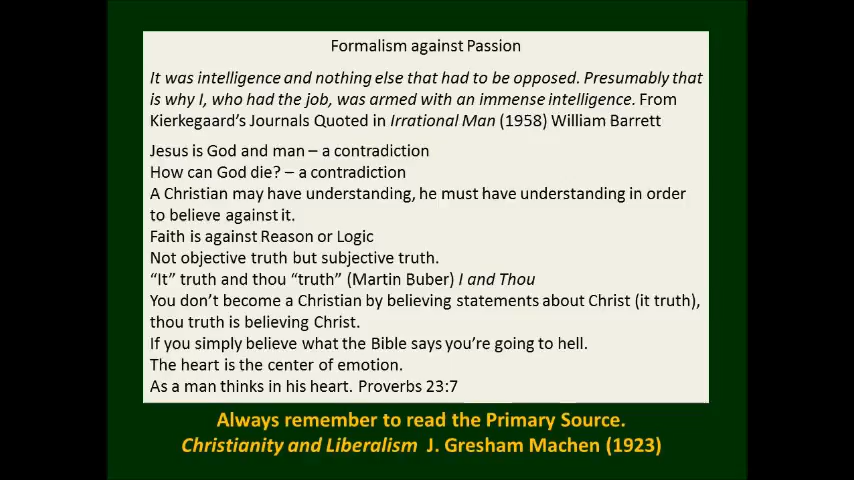 Formalism against Passion
It was intelligence and nothing else that had to be opposed. Presumably that
is why I, who had the job, was armed with an immense intelligence. From
Kierkegaard's Journals Quoted in Irrational Man (1958) William Barrett
Jesus is God and man – a contradiction
How can God die? – a contradiction
A Christian may have understanding, he must have understanding in order
to believe against it.
Faith is against Reason or Logic
Not objective truth but subjective truth.
“It” truth and thou “truth” (Martin Buber) I and Thou
You don't become a Christian by believing statements about Christ (it truth),
thou truth is believing Christ.
If you simply believe what the Bible says you're going to hell.
The heart is the center of emotion.
As a man thinks in his heart. Proverbs 23:7
Always remember to read the Primary Source.
Christianity and Liberalism J. Gresham Machen (1923)